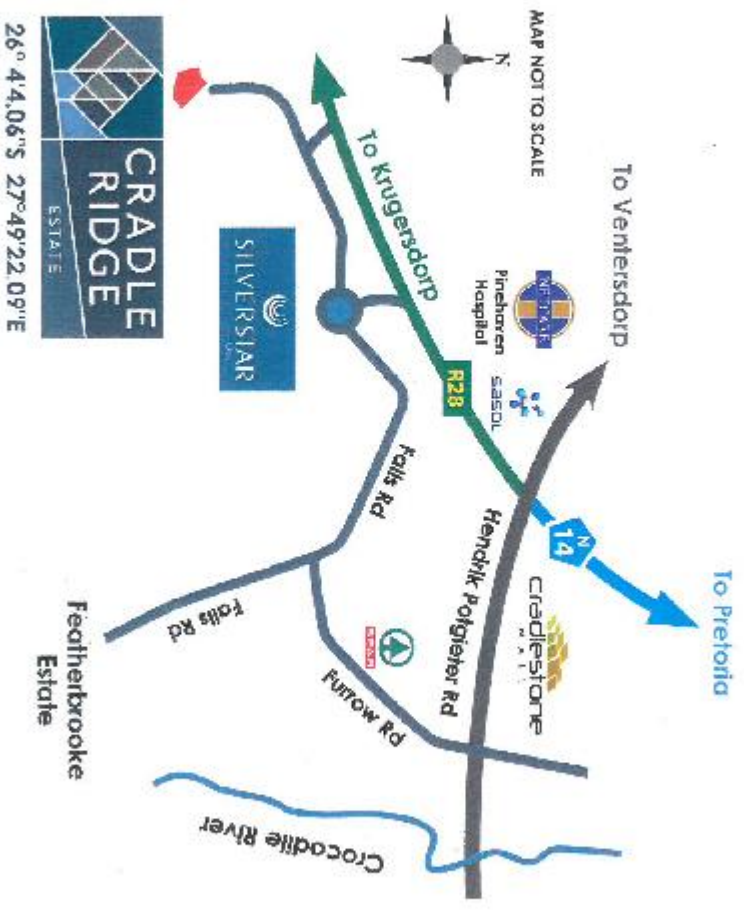 MAP NOT TO SCALE
N
To Ventersdorp
To Pretoria
NETCARE
Pinehaven
Hospital
sasol
N
14
cradlestone
MALL
To Krugersdorp
R28
Hendrik Potgieter Rd
SILVERSTAR
Falls Rd
SPAR
Furrow Rd
Falls Rd
Crocodile River
Featherbrooke
Estate
CRADLE
RIDGE
ESTATE
26° 4'4.06"S 27°49'22.09"E